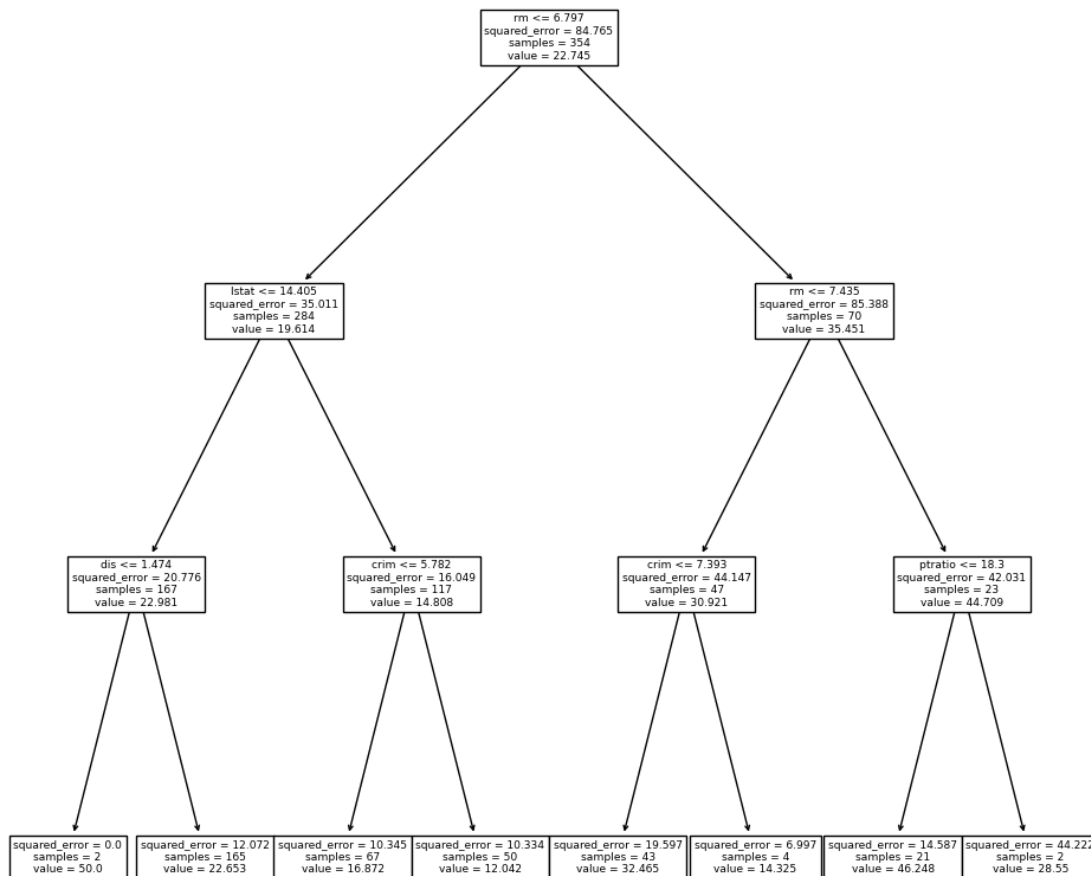 rm <= 6.797
squared_error = 84.765
samples = 354
value = 22.745
lstat <= 14.405
squared_error = 35.011
samples = 284
value = 19.614
rm <= 7.435
squared_error = 85.388
samples = 70
value = 35.451
dis <= 1.474
squared_error = 20.776
samples = 167
value = 22.981
crim <= 5.782
squared_error = 16.049
samples = 117
value = 14.808
crim <= 7.393
squared_error = 44.147
samples = 47
value = 30.921
ptratio <= 18.3
squared_error = 42.031
samples = 23
value = 44.709
squared_error = 0.0
samples = 2
value = 50.0
squared_error = 12.072
samples = 165
value = 22.653
squared_error = 10.345
samples = 67
value = 16.872
squared_error = 10.334
samples = 50
value = 12.042
squared_error = 19.597
samples = 43
value = 32.465
squared_error = 6.997
samples = 4
value = 14.325
squared_error = 14.587
samples = 21
value = 46.248
squared_error = 44.222
samples = 2
value = 28.55